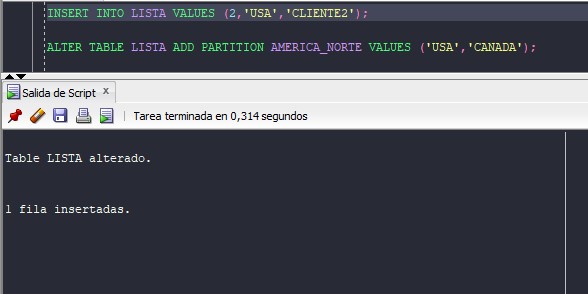 INSERT INTO LISTA VALUES (2,'USA','CLIENTE2');
ALTER TABLE LISTA ADD PARTITION AMERICA_NORTE VALUES ('USA','CANADA');
Salida de Script x
Tarea terminada en 0,314 segundos
Table LISTA alterado.
1 fila insertadas.